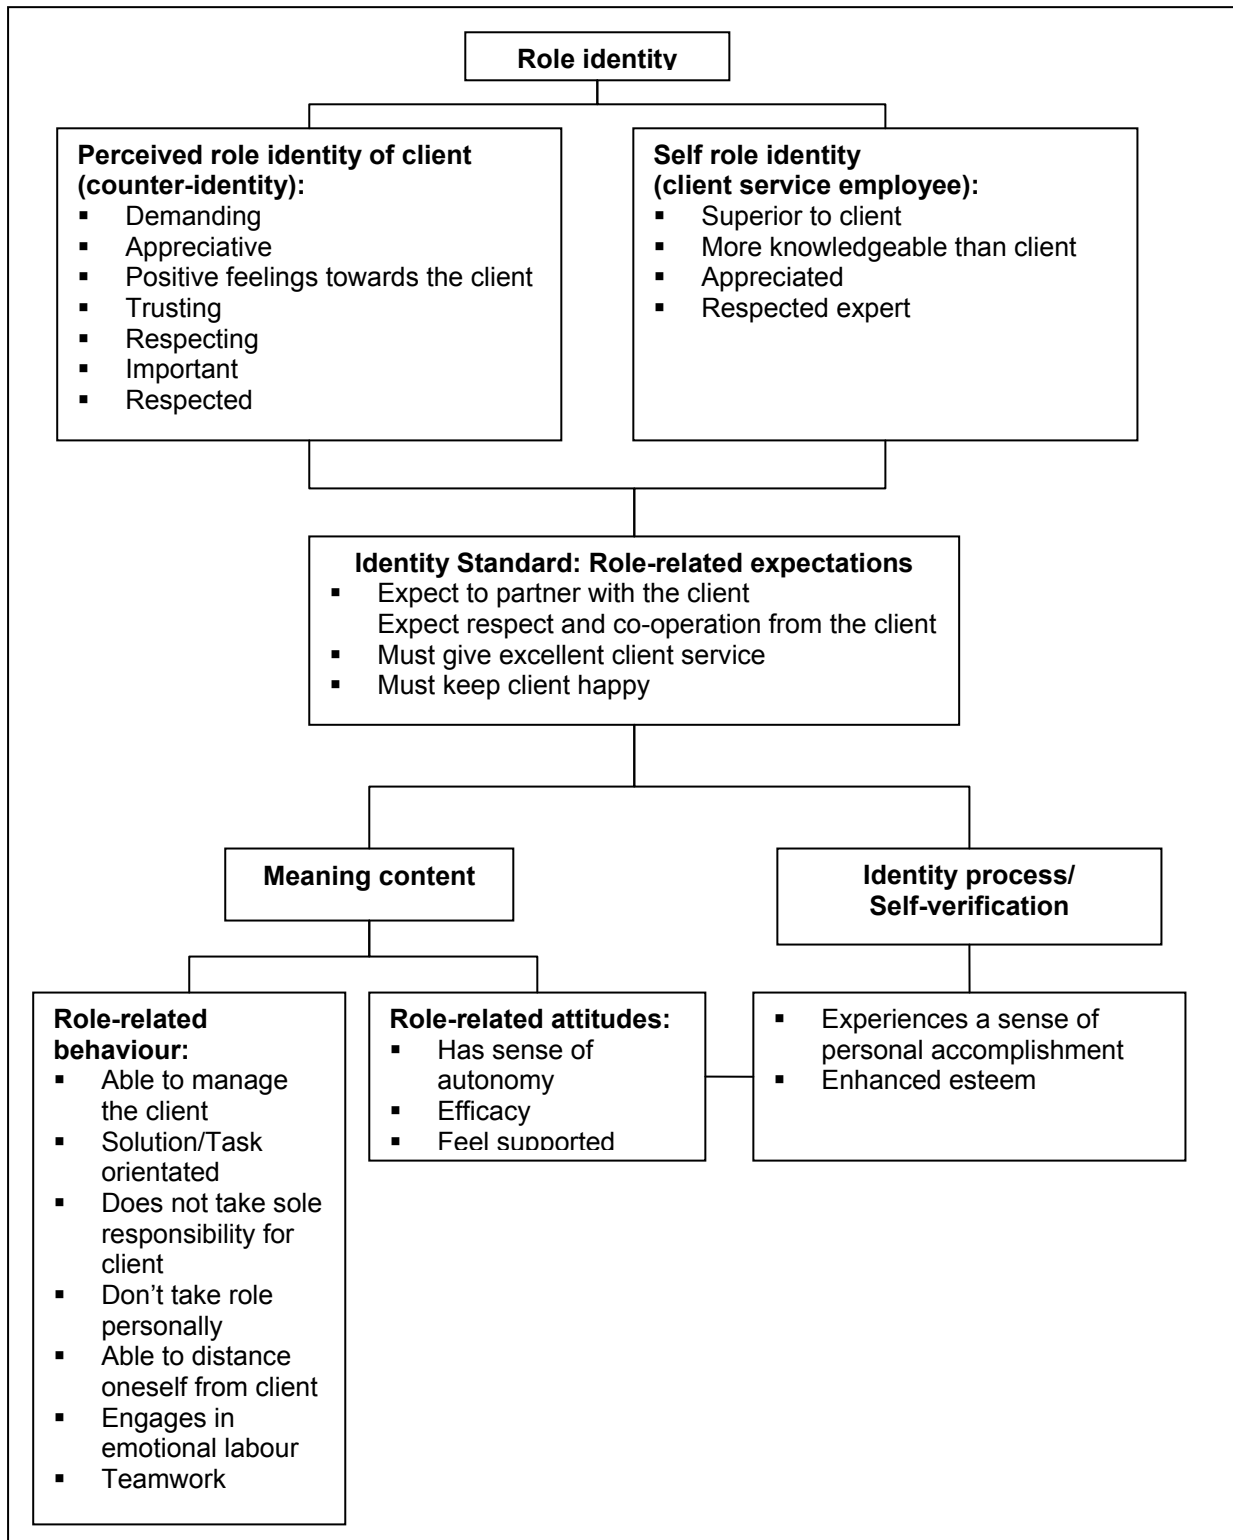 Role identity
Perceived role identity of client
(counter-identity):
▪ Demanding
▪ Appreciative
▪ Positive feelings towards the client
▪ Trusting
▪ Respecting
▪ Important
▪ Respected
Self role identity
(client service employee):
▪ Superior to client
▪ More knowledgeable than client
▪ Appreciated
▪ Respected expert
Identity Standard: Role-related expectations
▪ Expect to partner with the client
Expect respect and co-operation from the client
▪ Must give excellent client service
▪ Must keep client happy
Meaning content
Identity process/
Self-verification
Role-related
behaviour:
▪ Able to manage
the client
▪ Solution/Task
orientated
▪ Does not take sole
responsibility for
client
▪ Don't take role
personally
▪ Able to distance
oneself from client
▪ Engages in
emotional labour
▪ Teamwork
Role-related attitudes:
▪ Has sense of
autonomy
▪ Efficacy
▪ Feel supported
▪ Experiences a sense of
personal accomplishment
▪ Enhanced esteem